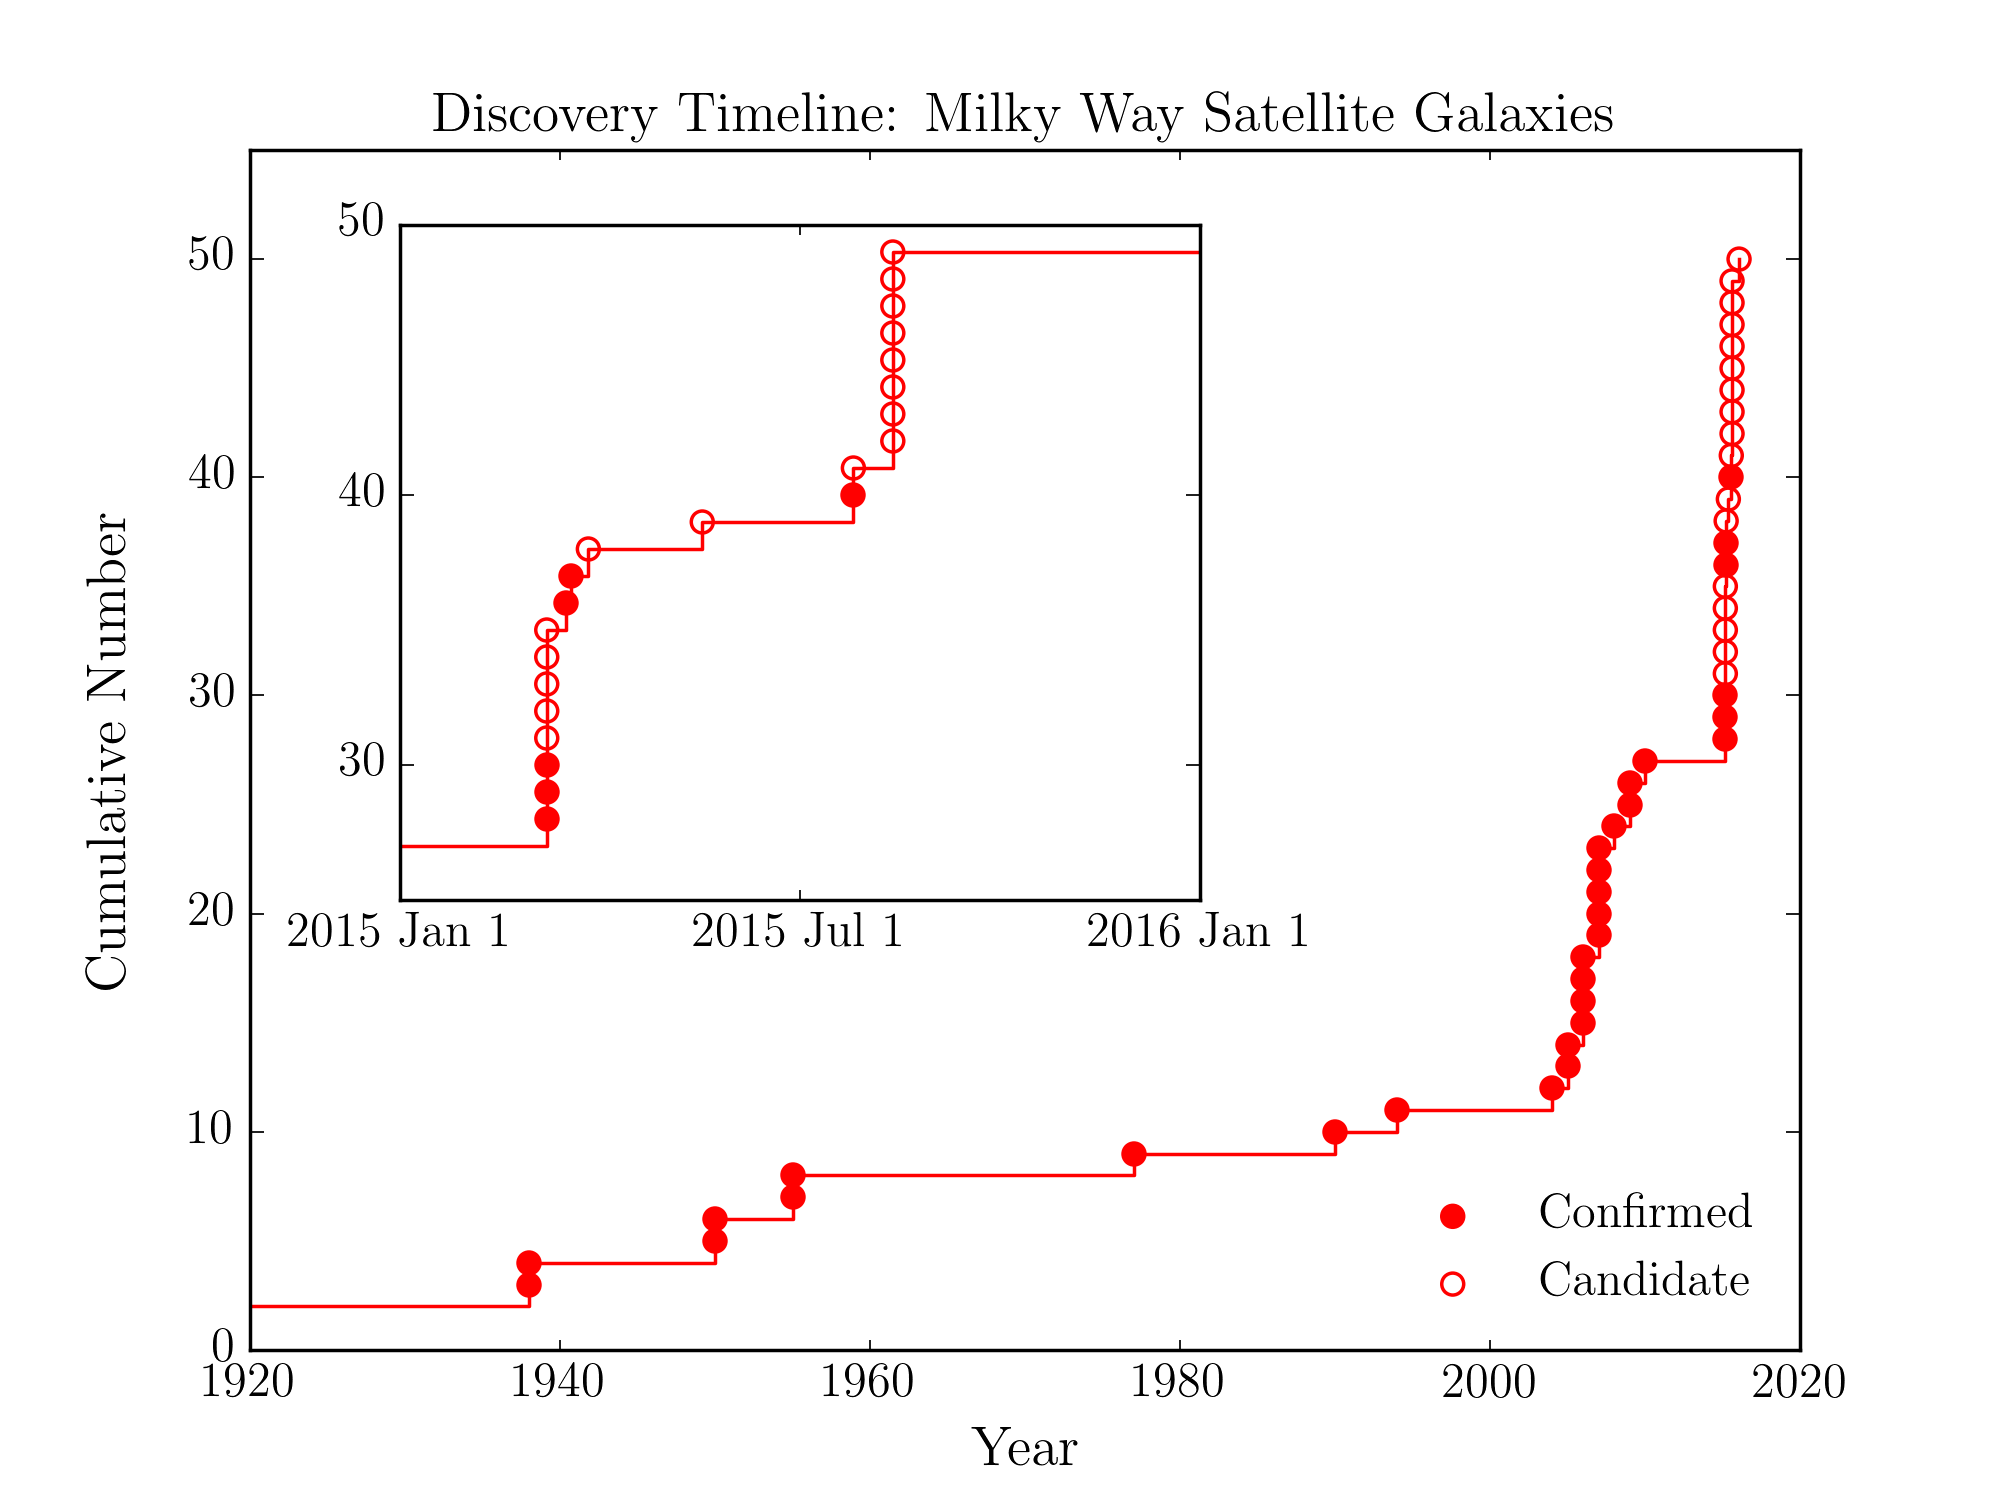 Discovery Timeline: Milky Way Satellite Galaxies
Cumulative Number
50
40
30
20
10
0
50
40
30
2015 Jan 1 2015 Jul 1 2016 Jan 1
Confirmed
Candidate
1920 1940 1960 1980 2000 2020
Year